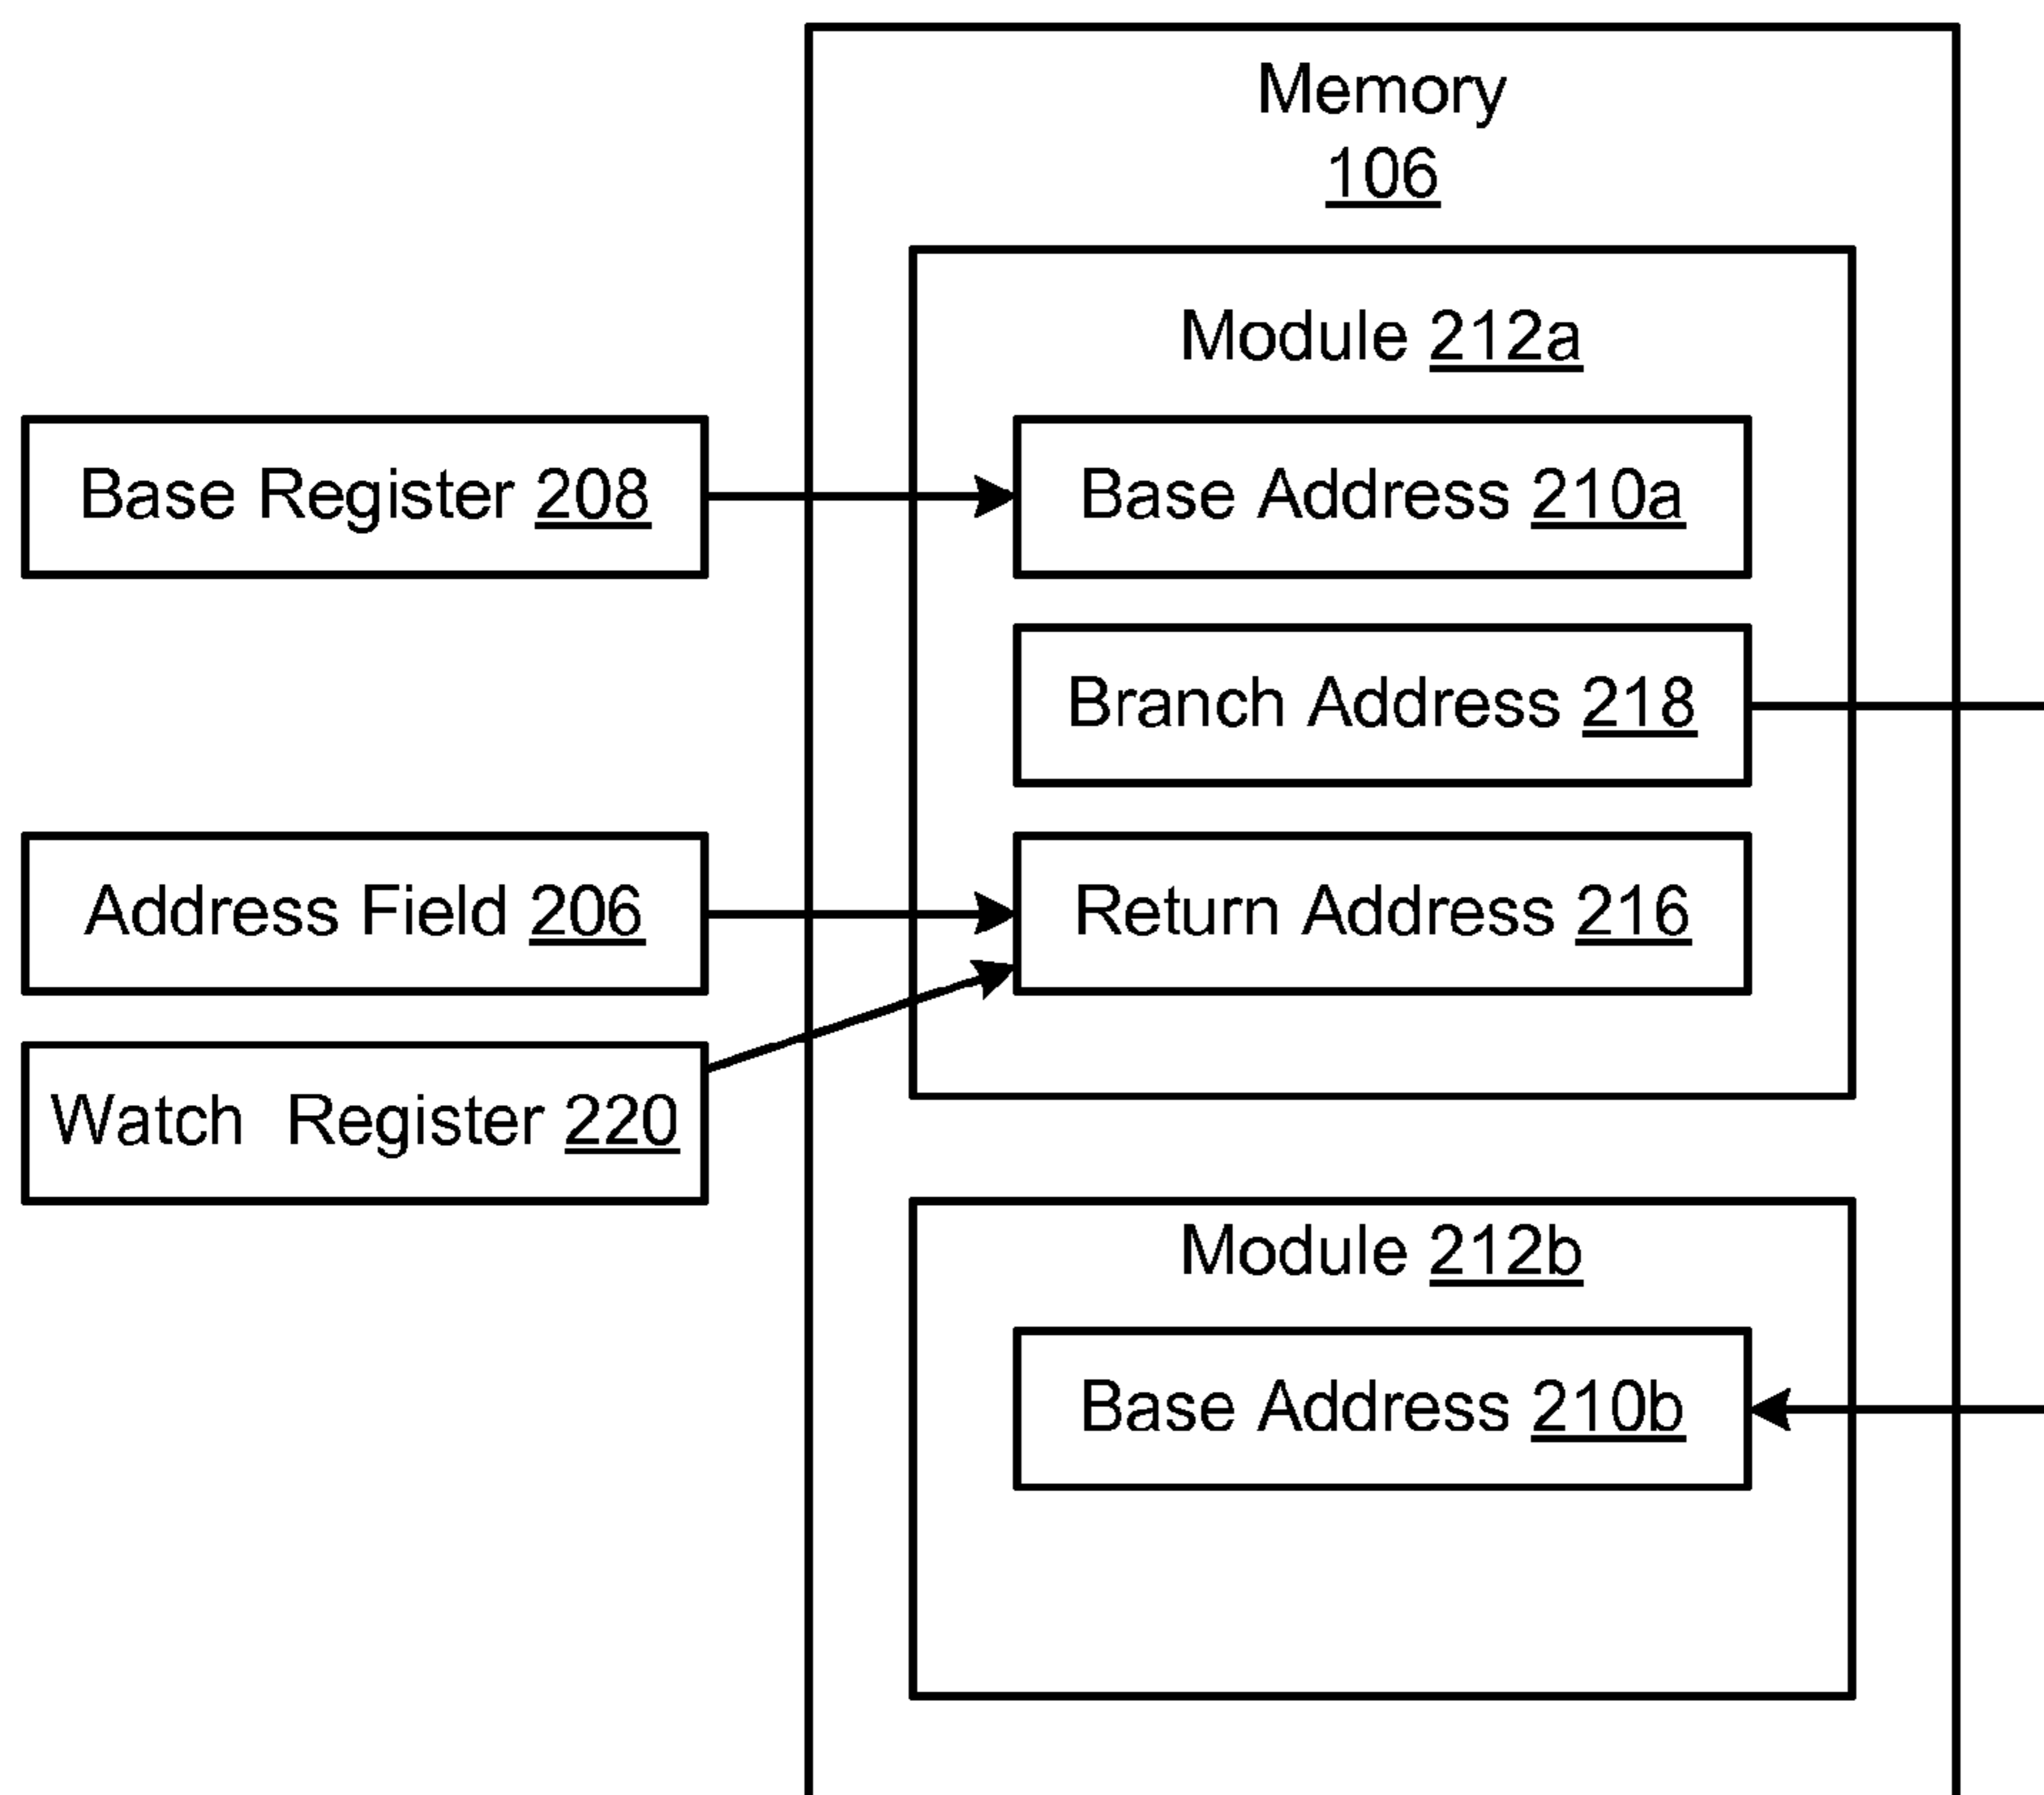 Memory
106
Module 212a
Base Register 208
Base Address 210a
Branch Address 218
Address Field 206
Return Address 216
Watch Register 220
Module 212b
Base Address 210b